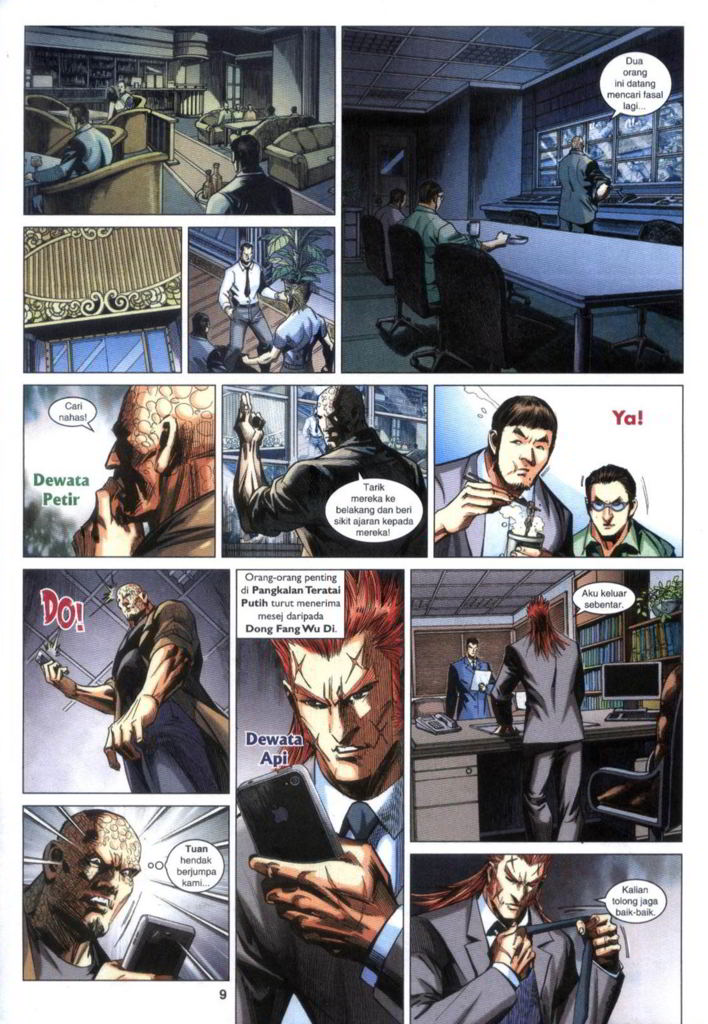 Dua
orang
ini datang
mencari fasal
lagi...
Cari
nahas!
Dewata
Petir
Tarik
mereka ke
belakang dan beri
sikit ajaran kepada
mereka!
Ya!
DO!
Orang-orang penting
di Pangkalan Teratai
Putih turut menerima
mesej daripada
Dong Fang Wu Di.
Dewata
Api
Aku keluar
sebentar.
Tuan
hendak
berjumpa
kami...
Kalian
tolong jaga
baik-baik.
9